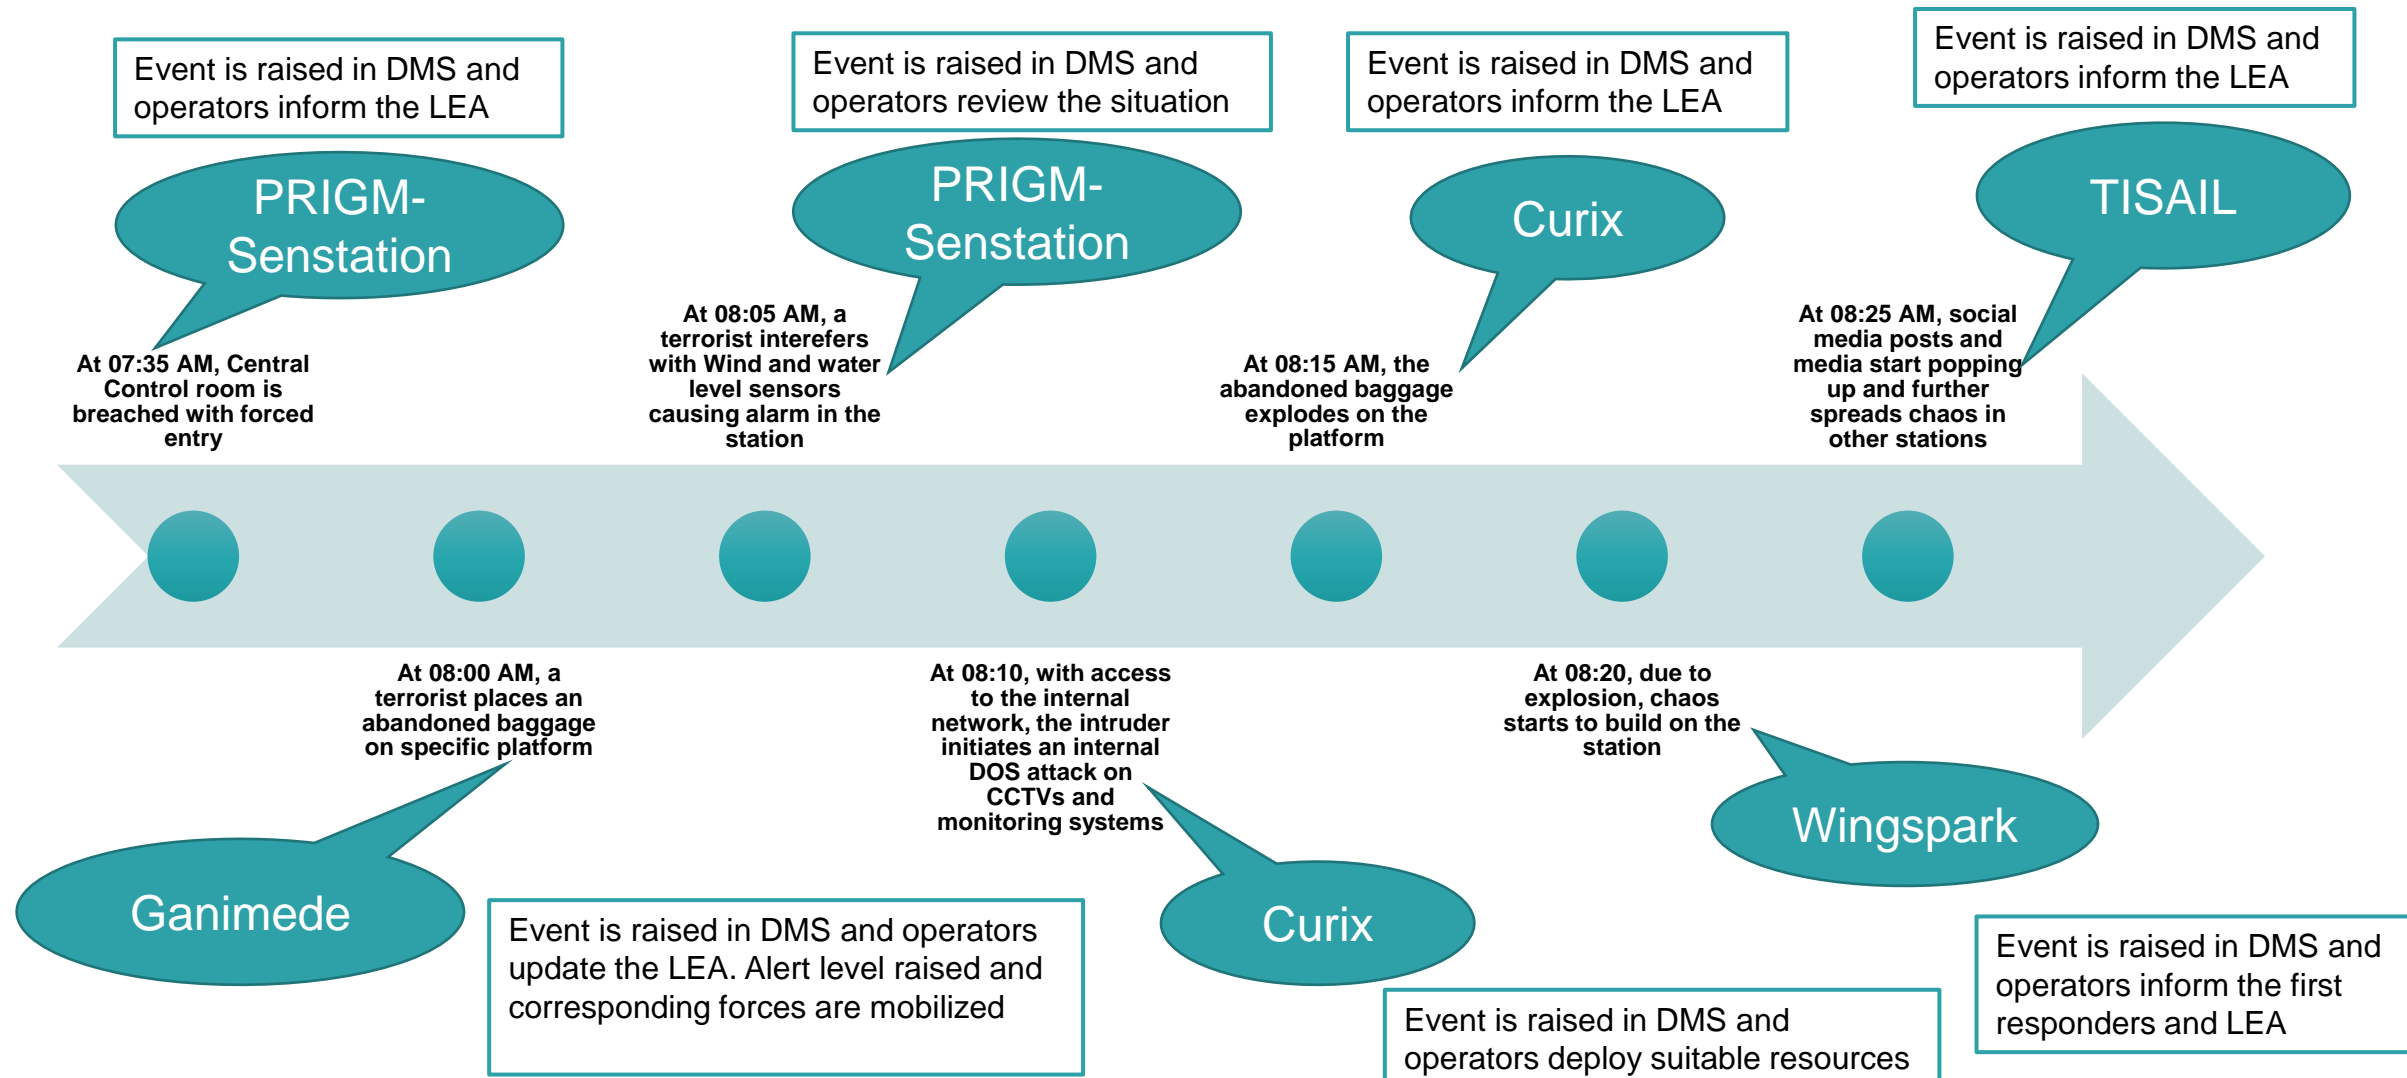 Event is raised in DMS and
operators inform the LEA
PRIGM-
Senstation
At 07:35 AM, Central
Control room is
breached with forced
entry
Event is raised in DMS and
operators review the situation
PRIGM-
Senstation
At 08:05 AM, a
terrorist interefers
with Wind and water
level sensors
causing alarm in the
station
Event is raised in DMS and
operators inform the LEA
Curix
At 08:15 AM, the
abandoned baggage
explodes on the
platform
Event is raised in DMS and
operators inform the LEA
TISAIL
At 08:25 AM, social
media posts and
media start popping
up and further
spreads chaos in
other stations
At 08:00 AM, a
terrorist places an
abandoned baggage
on specific platform
Ganimede
Event is raised in DMS and operators
update the LEA. Alert level raised and
corresponding forces are mobilized
At 08:10, with access
to the internal
network, the intruder
initiates an internal
DOS attack on
CCTVs and
monitoring systems
Curix
Event is raised in DMS and
operators deploy suitable resources
At 08:20, due to
explosion, chaos
starts to build on the
station
Wingspark
Event is raised in DMS and
operators inform the first
responders and LEA